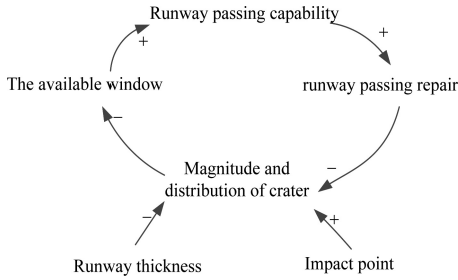 Runway passing capability
+
+
The available window
runway passing repair
−
−
Magnitude and
distribution of crater
−
+
Runway thickness
Impact point